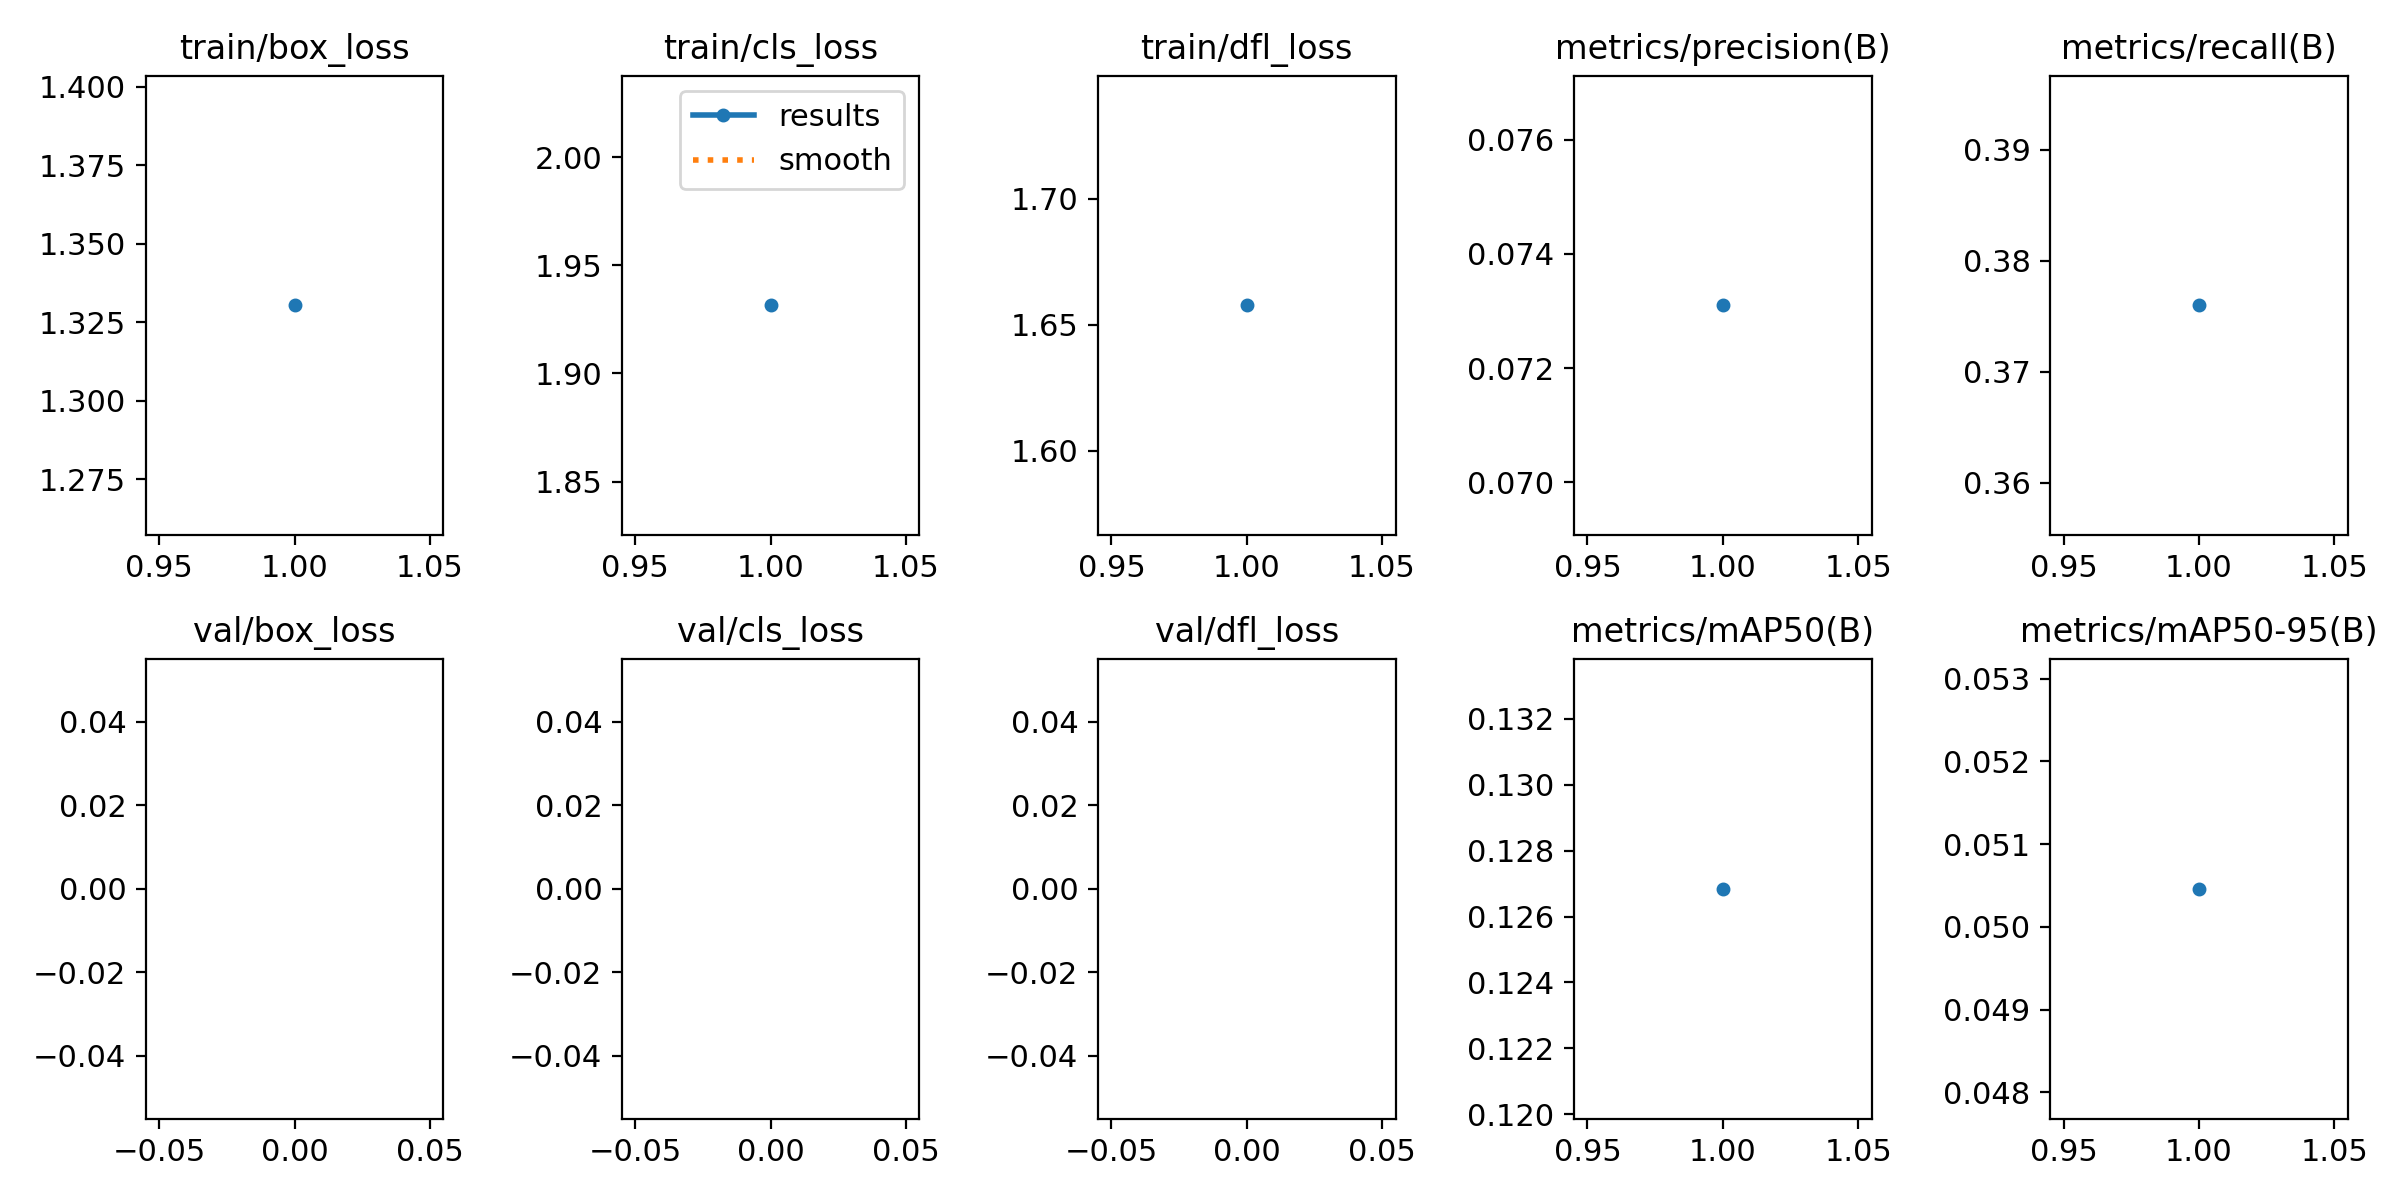 train/box_loss
1.400
1.375
1.350
1.325
1.300
1.275
0.95 1.00 1.05
train/cls_loss
results
smooth
2.00
1.95
1.90
1.85
0.95 1.00 1.05
train/dfl_loss
1.70
1.65
1.60
0.95 1.00 1.05
metrics/precision(B)
0.076
0.074
0.072
0.070
0.95 1.00 1.05
metrics/recall(B)
0.39
0.38
0.37
0.36
0.95 1.00 1.05
val/box_loss
0.04
0.02
0.00
−0.02
−0.04
−0.05 0.00 0.05
val/cls_loss
0.04
0.02
0.00
−0.02
−0.04
−0.05 0.00 0.05
val/dfl_loss
0.04
0.02
0.00
−0.02
−0.04
−0.05 0.00 0.05
metrics/mAP50(B)
0.132
0.130
0.128
0.126
0.124
0.122
0.120
0.95 1.00 1.05
metrics/mAP50-95(B)
0.053
0.052
0.051
0.050
0.049
0.048
0.95 1.00 1.05